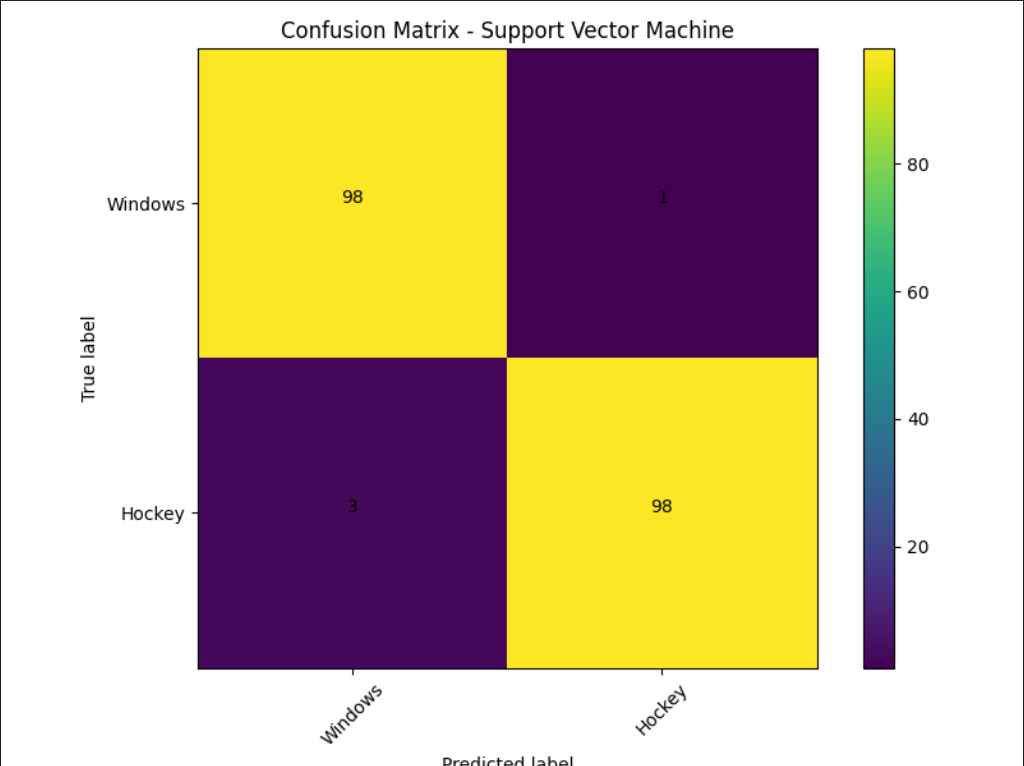 Confusion Matrix - Support Vector Machine
98
1
Windows
80
60
True label
40
3
98
Hockey
20
Windows
Hockey
Predicted label